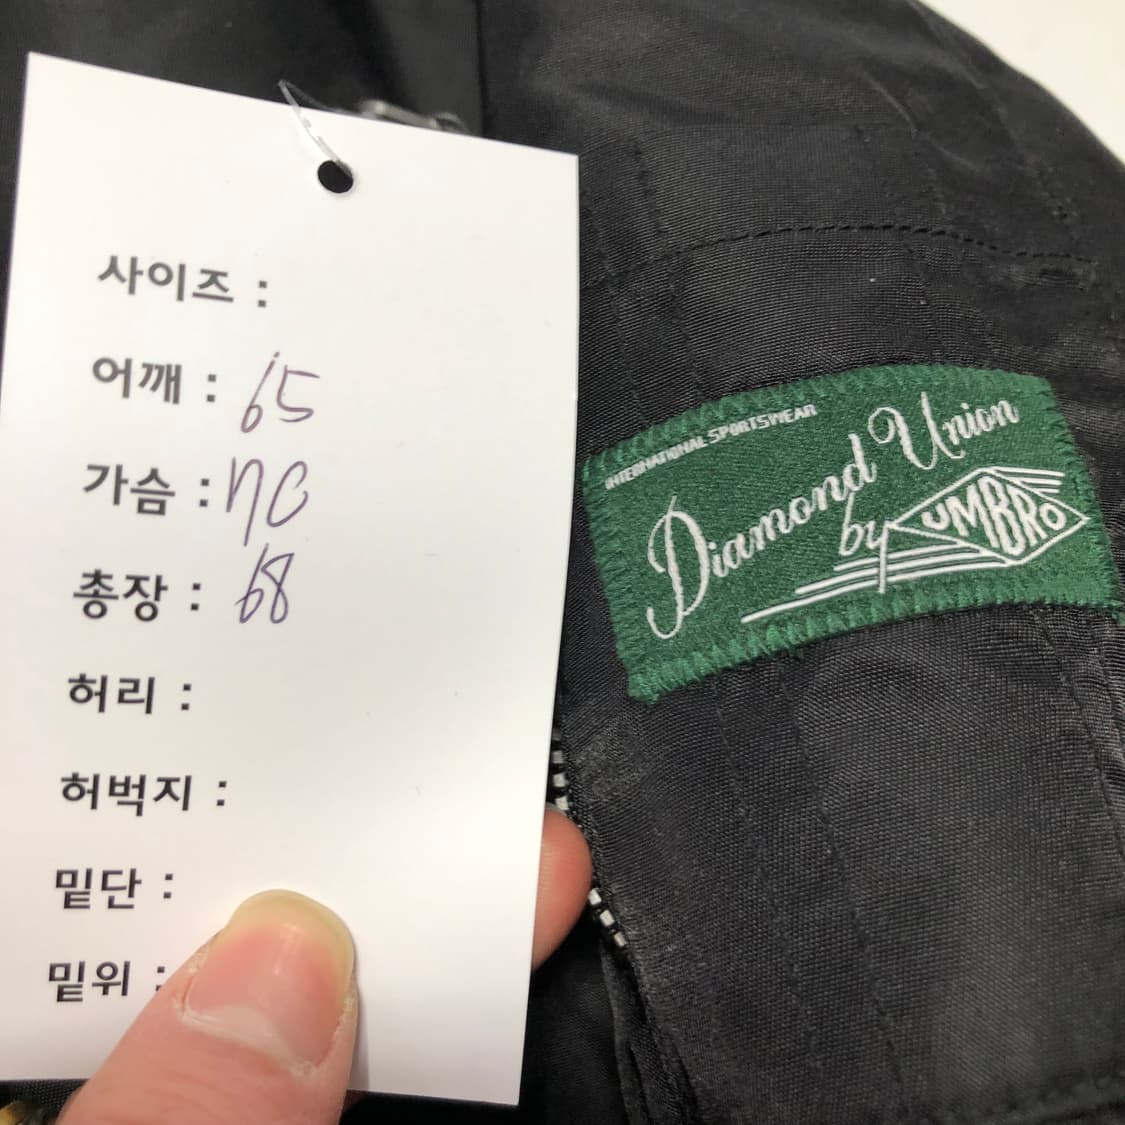 사이즈 :
어깨 : 65
가슴 : 70
총장 : 68
허리 :
허벅지 :
밑단 :
밑위 :
INTERNATIONAL SPORTSWEAR
Diamond Union
by UMBRO